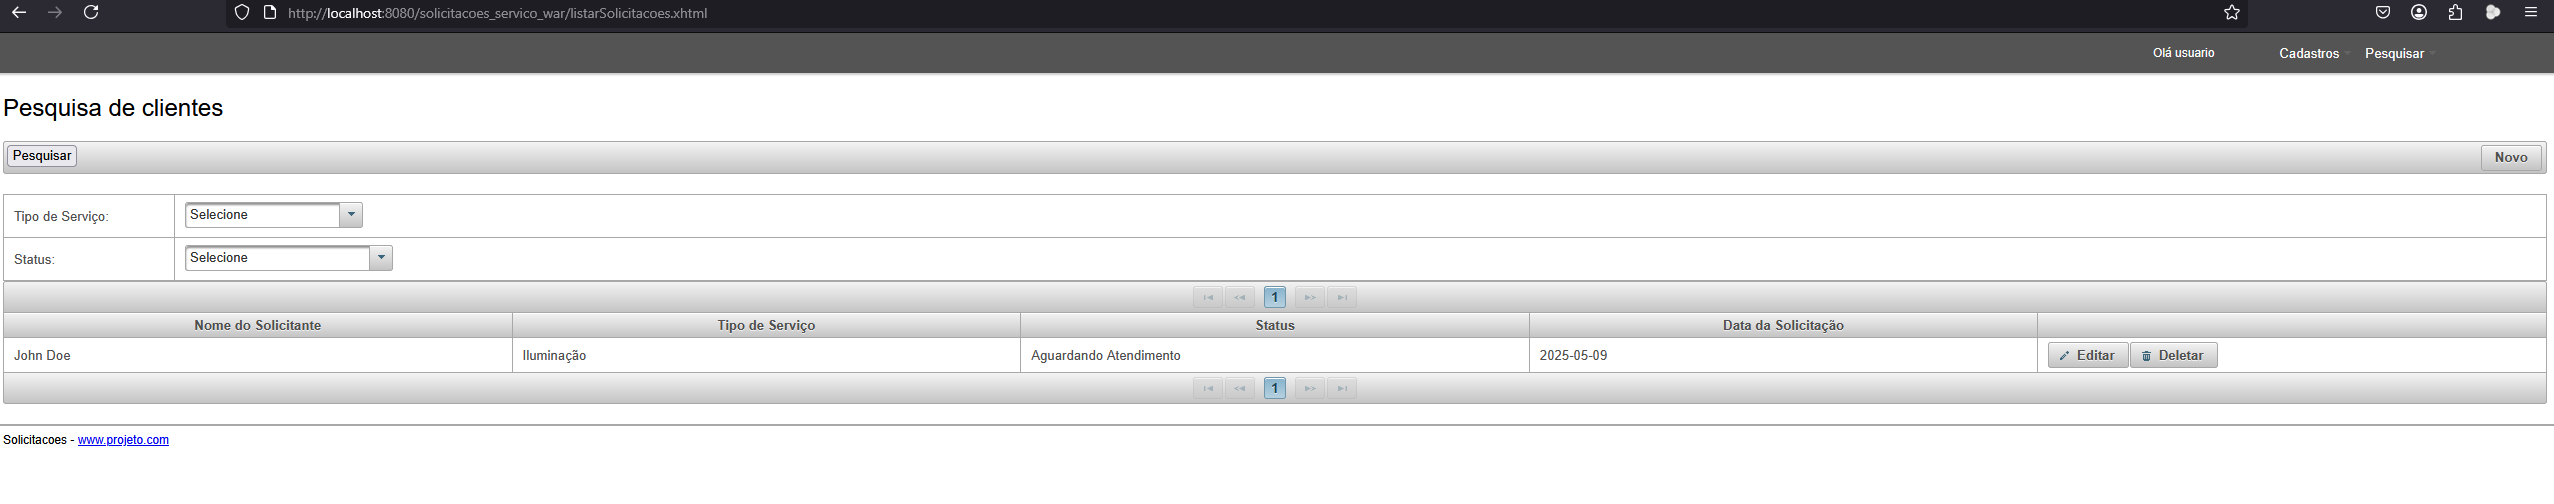 http://localhost:8080/solicitacoes_servico_war/listarSolicitacoes.xhtml
Olá usuario Cadastros Pesquisar
Pesquisa de clientes
Pesquisar Novo
Tipo de Serviço: Selecione
Status: Selecione
1
Nome do Solicitante Tipo de Serviço Status Data da Solicitação
John Doe Iluminação Aguardando Atendimento 2025-05-09 Editar Deletar
1
Solicitacoes - www.projeto.com